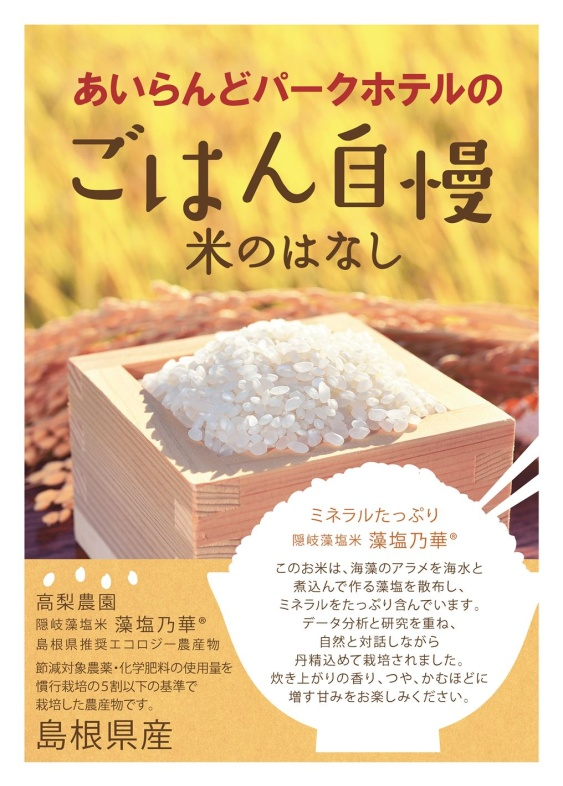 あいらんどパークホテルの
ごはん自慢
米のはなし
ミネラルたっぷり
隠岐藻塩米 藻塩乃華®
このお米は、海藻のアラメを海水と
煮込んで作る藻塩を散布し、
ミネラルをたっぷり含んでいます。
データ分析と研究を重ね、
自然と対話しながら
丹精込めて栽培されました。
炊き上がりの香り、つや、かむほどに
増す甘みをお楽しみください。
高梨農園
隠岐藻塩米 藻塩乃華®
島根県推奨エコロジー農産物
節減対象農薬・化学肥料の使用量を
慣行栽培の5割以下の基準で
栽培した農産物です。
島根県産